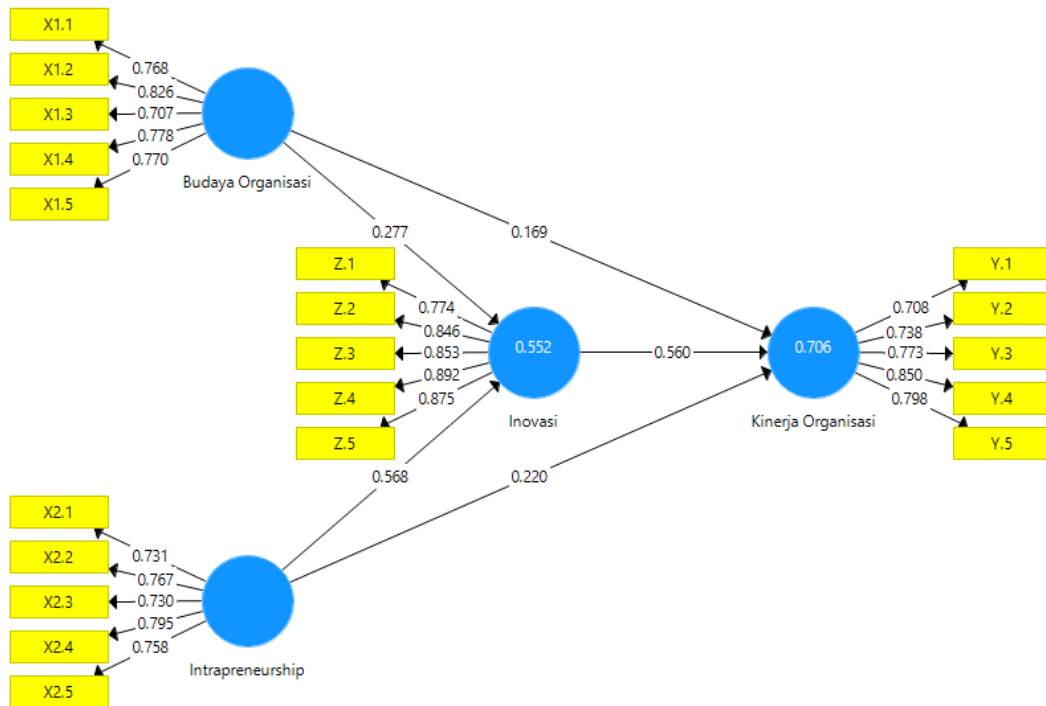 X1.1
X1.2
X1.3
X1.4
X1.5
0.768
0.826
0.707
0.778
0.770
Budaya Organisasi
0.277
0.169
Z.1
Z.2
Z.3
Z.4
Z.5
0.774
0.846
0.853
0.892
0.875
0.552
Inovasi
0.560
0.706
Kinerja Organisasi
0.708
0.738
0.773
0.850
0.798
Y.1
Y.2
Y.3
Y.4
Y.5
0.568
0.220
X2.1
X2.2
X2.3
X2.4
X2.5
0.731
0.767
0.730
0.795
0.758
Intrapreneurship